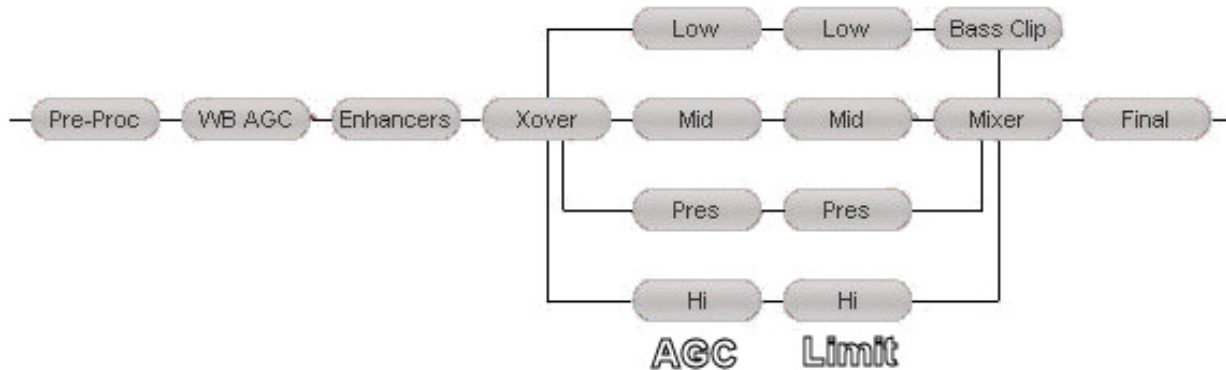 Low Low Bass Clip
Pre-Proc WB AGC Enhancers Xover Mid Mid Mixer Final
Pres Pres
Hi Hi
AGC Limit